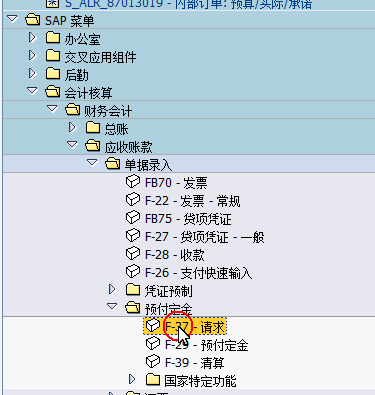 S_ALR_87013019 - 内部订单: 预算/实际/承诺
SAP 菜单
办公室
交叉应用组件
后勤
会计核算
财务会计
总账
应收账款
单据录入
FB70 - 发票
F-22 - 发票 - 常规
FB75 - 贷项凭证
F-27 - 贷项凭证 - 一般
F-28 - 收款
F-26 - 支付快速输入
凭证预制
预付定金
F-37 - 请求
F-29 - 预付定金
F-39 - 清算
国家特定功能